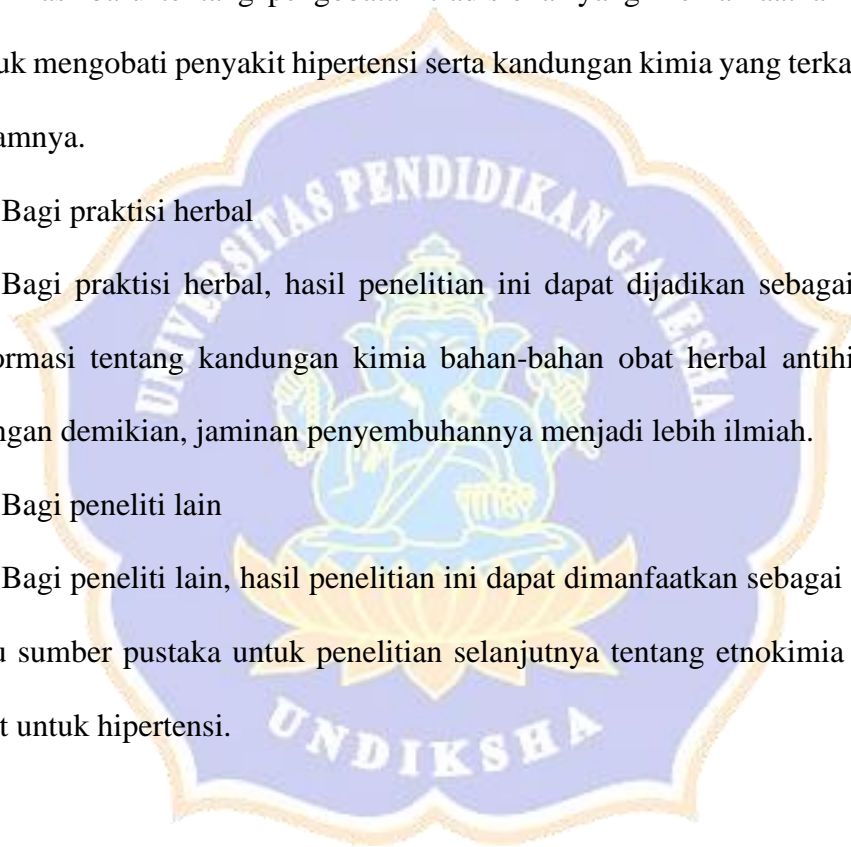 tentang
uk mengobati penyakit hipertensi serta kandungan kimia yang terka
amnya.
Bagi praktisi herbal
Bagi praktisi herbal, hasil penelitian ini dapat dijadikan sebagai
ormasi tentang kandungan kimia bahan-bahan obat herbal antihi
ngan demikian, jaminan penyembuhannya menjadi lebih ilmiah.
Bagi peneliti lain
Bagi peneliti lain, hasil penelitian ini dapat dimanfaatkan sebagai
u sumber pustaka untuk penelitian selanjutnya tentang etnokimia
t untuk hipertensi.
UNIVERSITAS PENDIDIKAN GANESHA
UNDIKSHA